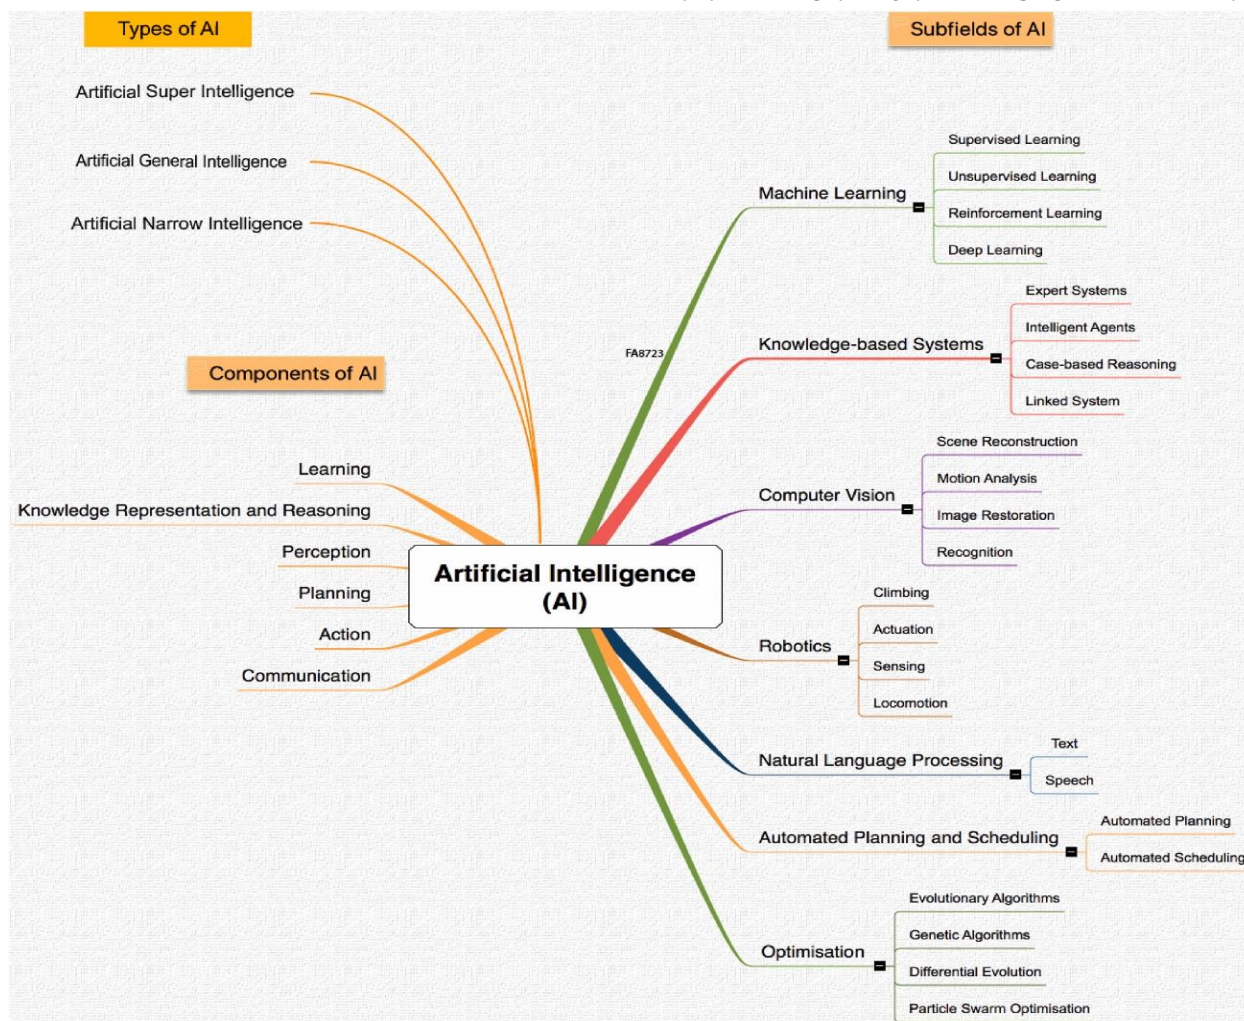 Types of AI
Artificial Super Intelligence
Artificial General Intelligence
Artificial Narrow Intelligence
Components of AI
Learning
Knowledge Representation and Reasoning
Perception
Planning
Action
Communication
Artificial Intelligence
(AI)
Subfields of AI
FA8723
Machine Learning
Supervised Learning
Unsupervised Learning
Reinforcement Learning
Deep Learning
Knowledge-based Systems
Expert Systems
Intelligent Agents
Case-based Reasoning
Linked System
Computer Vision
Scene Reconstruction
Motion Analysis
Image Restoration
Recognition
Robotics
Climbing
Actuation
Sensing
Locomotion
Natural Language Processing
Text
Speech
Automated Planning and Scheduling
Automated Planning
Automated Scheduling
Optimisation
Evolutionary Algorithms
Genetic Algorithms
Differential Evolution
Particle Swarm Optimisation